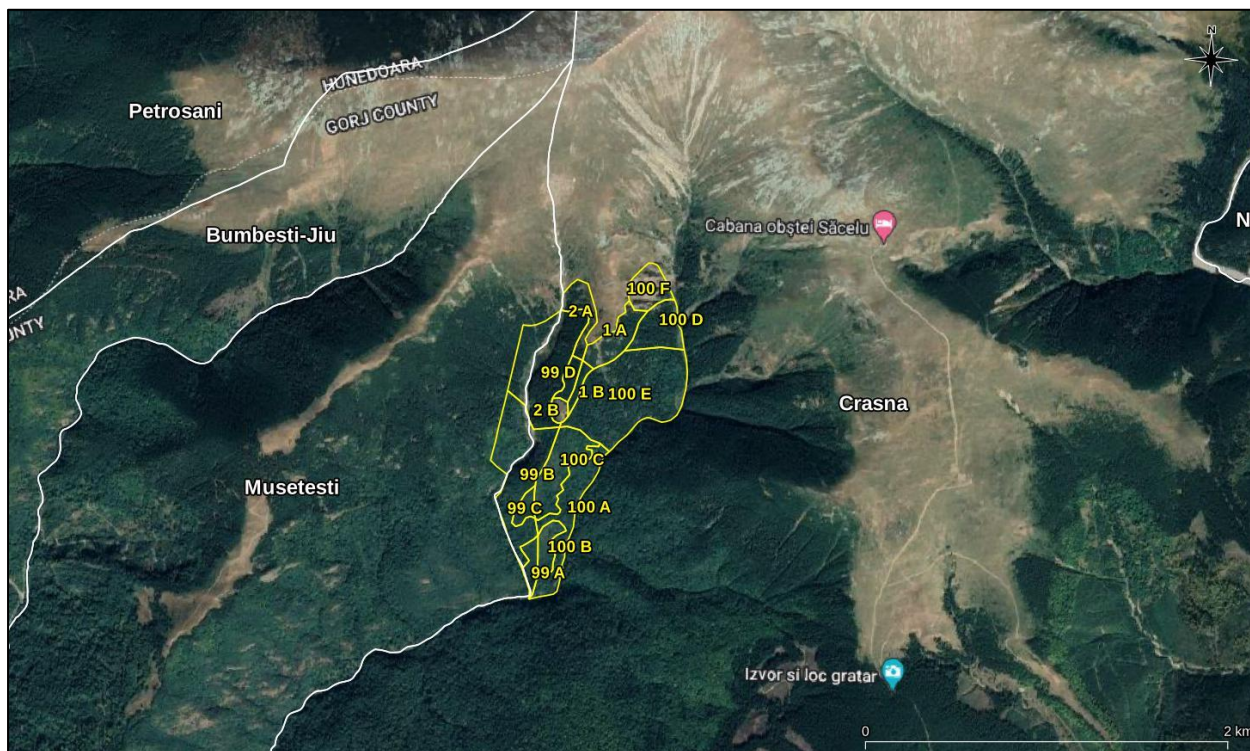 N
HUNEDOARA
Petrosani
GORJ COUNTY
Cabana obștei Săcelu
N
Bumbesti-Jiu
RA
UNTY
100 F
2 A
100 D
1 A
99 D
1 B
100 E
2 B
Crasna
100 C
99 B
Musetesti
99 C
100 A
100 B
99 A
Izvor si loc gratar
0
2 km